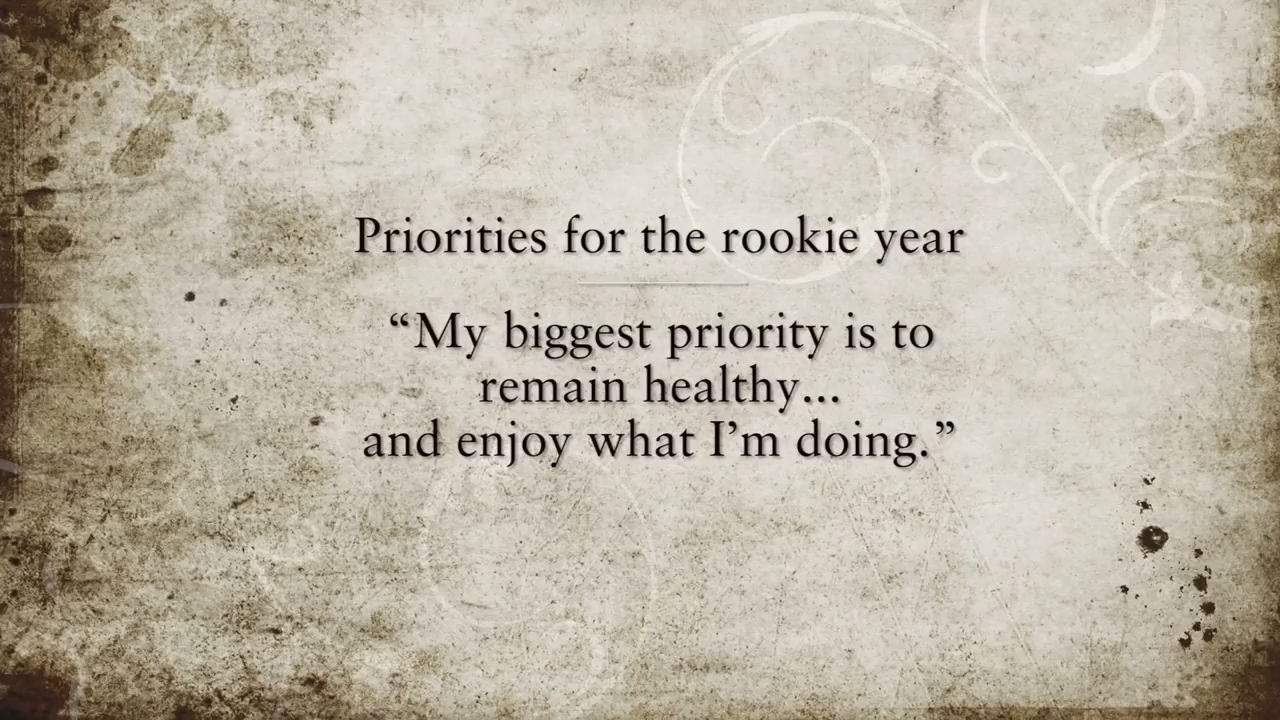 Priorities for the rookie year
“My biggest priority is to
remain healthy...
and enjoy what I’m doing.”